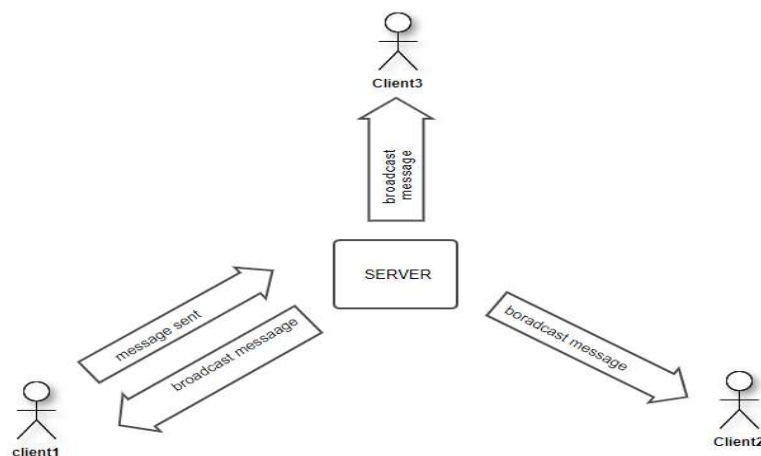 Client3
broadcast
message
SERVER
message sent
broadcast messaage
boradcast message
client1
Client2